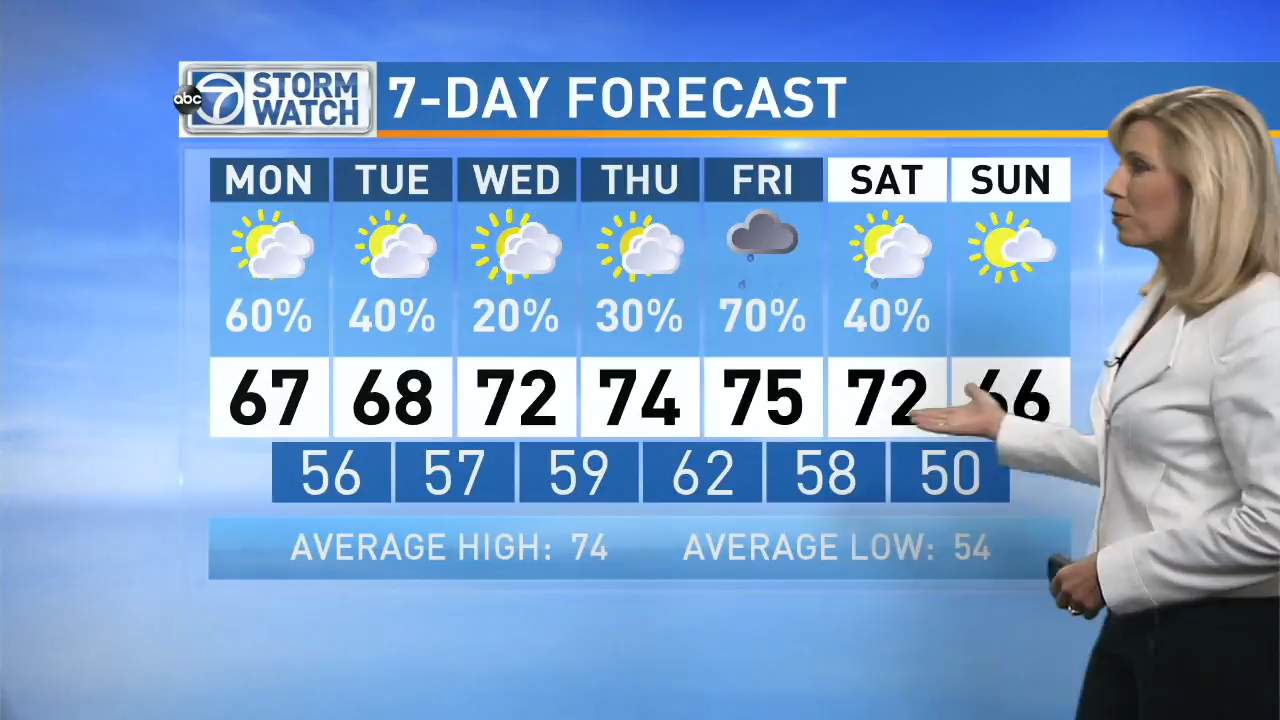 abc 7 STORM WATCH
7-DAY FORECAST
MON TUE WED THU FRI SAT SUN
60% 40% 20% 30% 70% 40%
67 68 72 74 75 72 66
56 57 59 62 58 50
AVERAGE HIGH: 74 AVERAGE LOW: 54